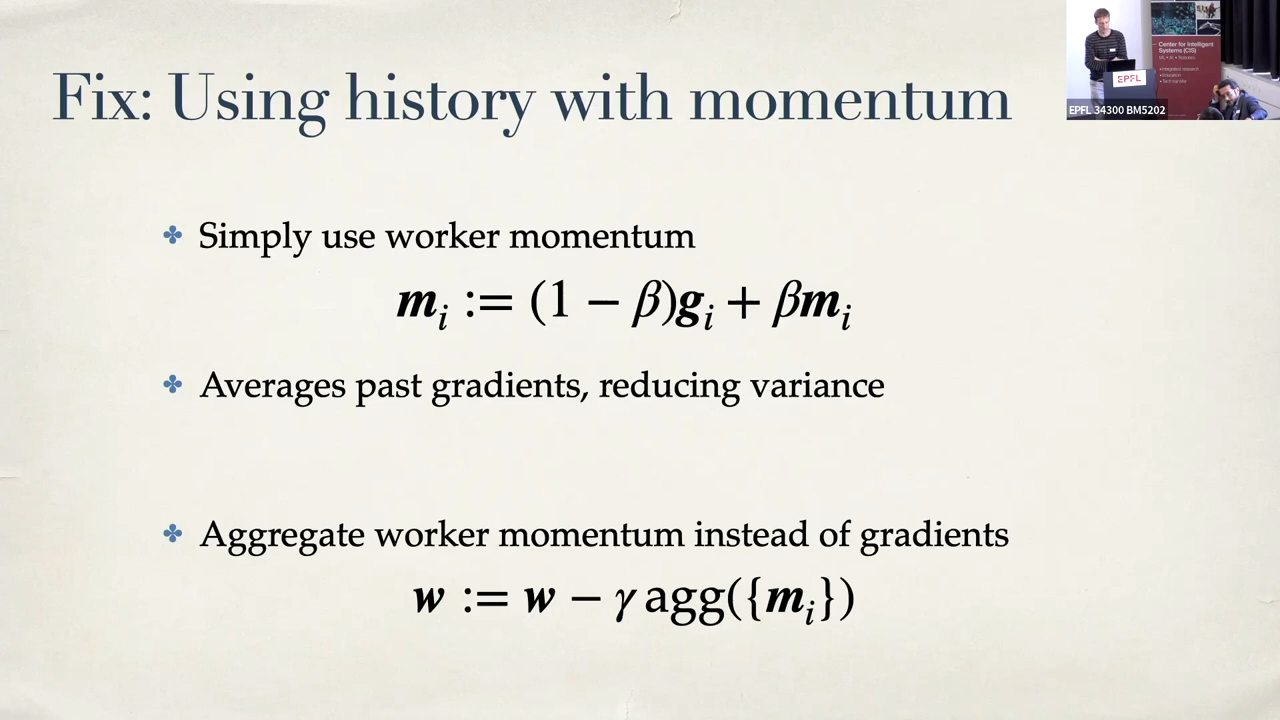 Fix: Using history with momentum
Center for Intelligent
Systems (CIS)
EPFL
EPFL 34300 BM5202
❖ Simply use worker momentum
m_i := (1 − β)g_i + βm_i
❖ Averages past gradients, reducing variance
❖ Aggregate worker momentum instead of gradients
w := w − γ agg({m_i})